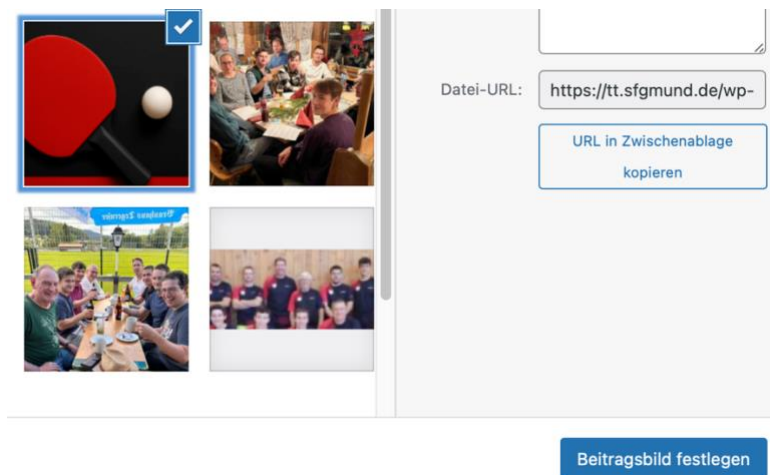 Datei-URL:
https://tt.sfgmund.de/wp-
URL in Zwischenablage
kopieren
Beitragsbild festlegen